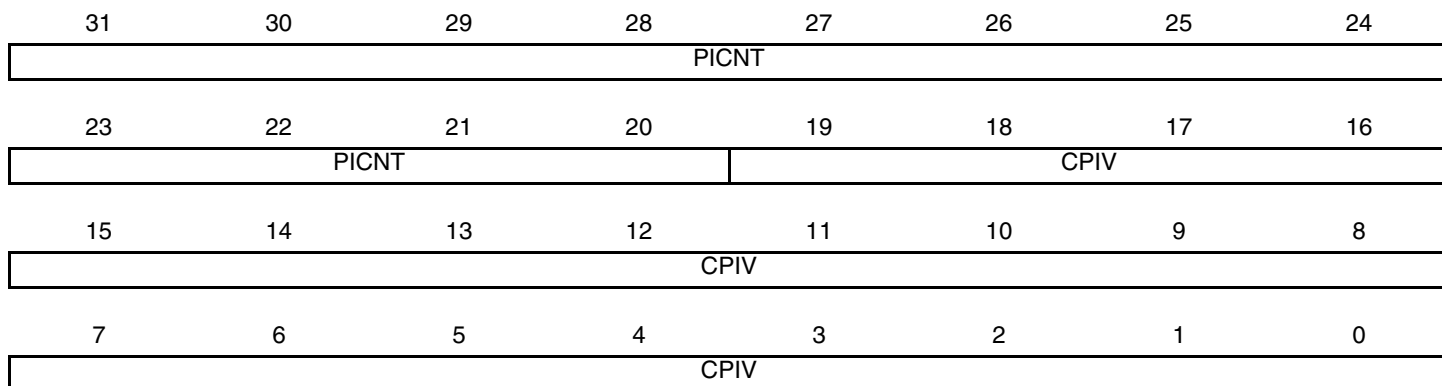 31 30 29 28 27 26 25 24
PICNT
23 22 21 20 19 18 17 16
PICNT CPIV
15 14 13 12 11 10 9 8
CPIV
7 6 5 4 3 2 1 0
CPIV